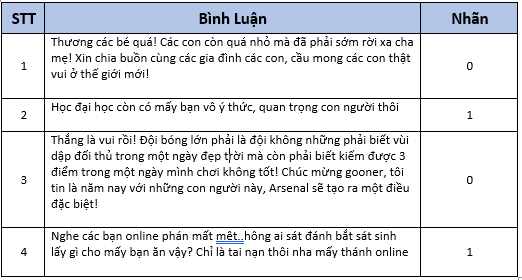 STT Bình Luận Nhãn
Thương các bé quá! Các con còn quá nhỏ mà đã phải sớm rời xa cha
1 mẹ! Xin chia buồn cùng các gia đình các con, cầu mong các con thật 0
vui ở thế giới mới!
2 Học đại học còn có mấy bạn vô ý thức, quan trọng con người thôi 1
Thắng là vui rồi! Đội bóng lớn phải là đội không những phải biết vùi
dập đối thủ trong một ngày đẹp trời mà còn phải biết kiếm được 3
3 điểm trong một ngày mình chơi không tốt! Chúc mừng gooner, tôi 0
tin là năm nay với những con người này, Arsenal sẽ tạo ra một điều
đặc biệt!
Nghe các bạn online phán mất mệt..hông ai sát đánh bắt sát sinh
4 lấy gì cho mấy bạn ăn vậy? Chỉ là tai nạn thôi nha mấy thánh online 1